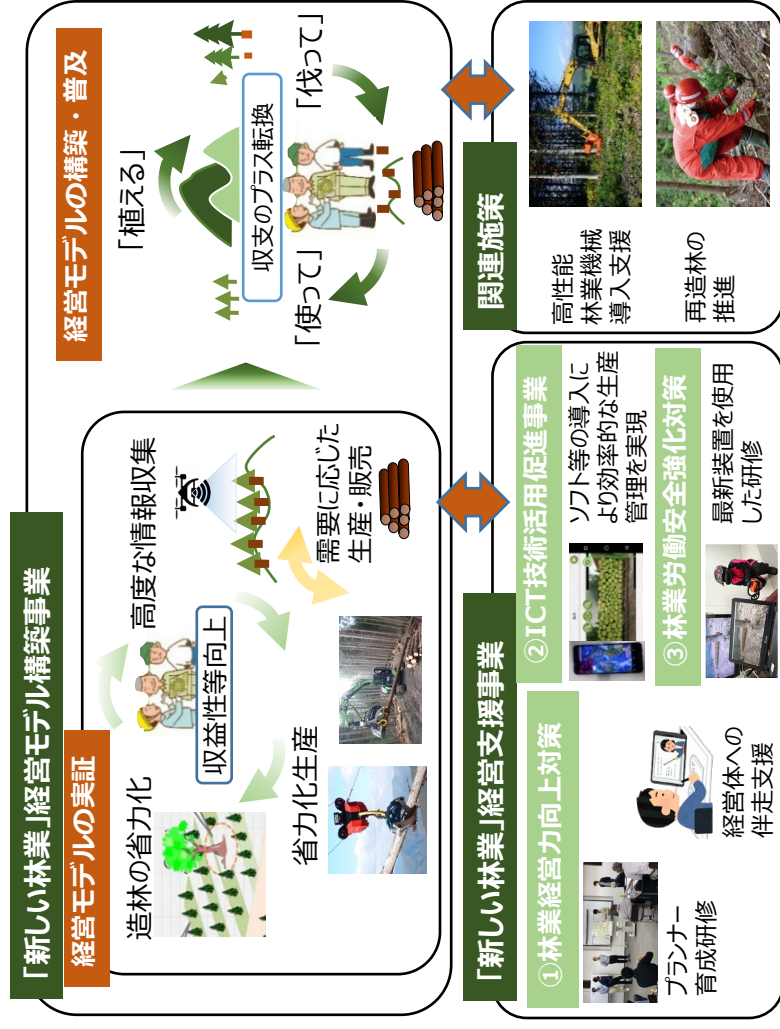 「新しい林業」経営モデル構築事業
経営モデルの実証
造林の省力化
高度な情報収集
収益性等向上
省力化生産
需要に応じた
生産・販売
経営モデルの構築・普及
「植える」
収支のプラス転換
「使って」
「伐って」
「新しい林業」経営支援事業
①林業経営力向上対策
プランナー
育成研修
経営体への
伴走支援
②ICT技術活用促進事業
ソフト等の導入に
より効率的な生産
管理を実現
③林業労働安全強化対策
最新装置を使用
した研修
関連施策
高性能
林業機械
導入支援
再造林の
推進